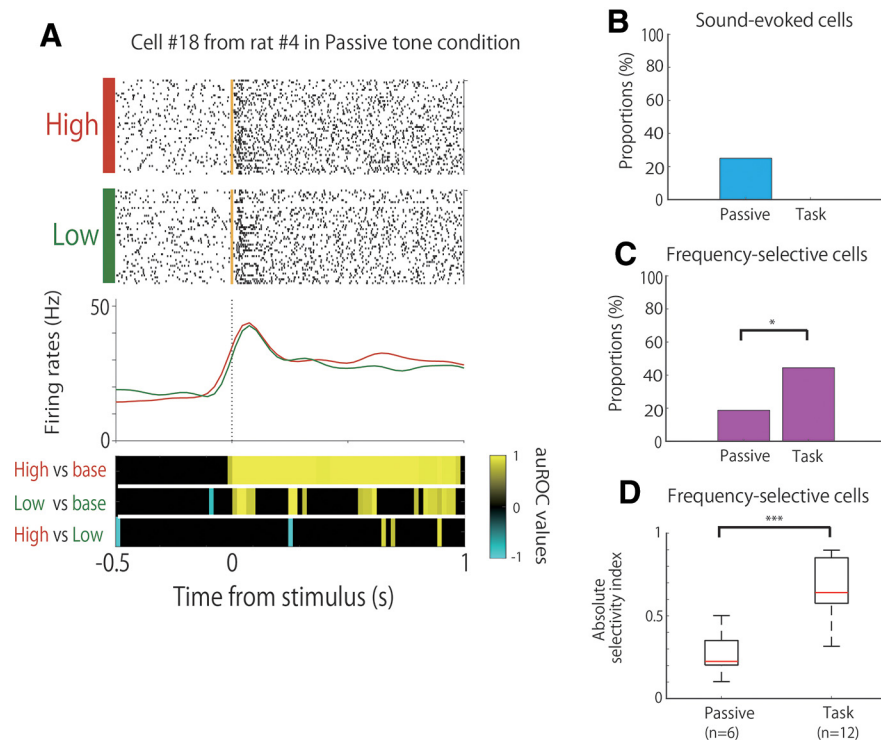 A
Cell #18 from rat #4 in Passive tone condition
High
Low
Firing rates (Hz)
50
0
High vs base
Low vs base
High vs Low
-0.5
0
1
Time from stimulus (s)
1
0
-1
auROC values
B
Sound-evoked cells
Proportions (%)
100
80
60
40
20
0
Passive
Task
C
Frequency-selective cells
Proportions (%)
100
80
60
40
20
0
*
Passive
Task
D
Frequency-selective cells
Absolute
selectivity index
1
0.5
0
***
Passive
(n=6)
Task
(n=12)